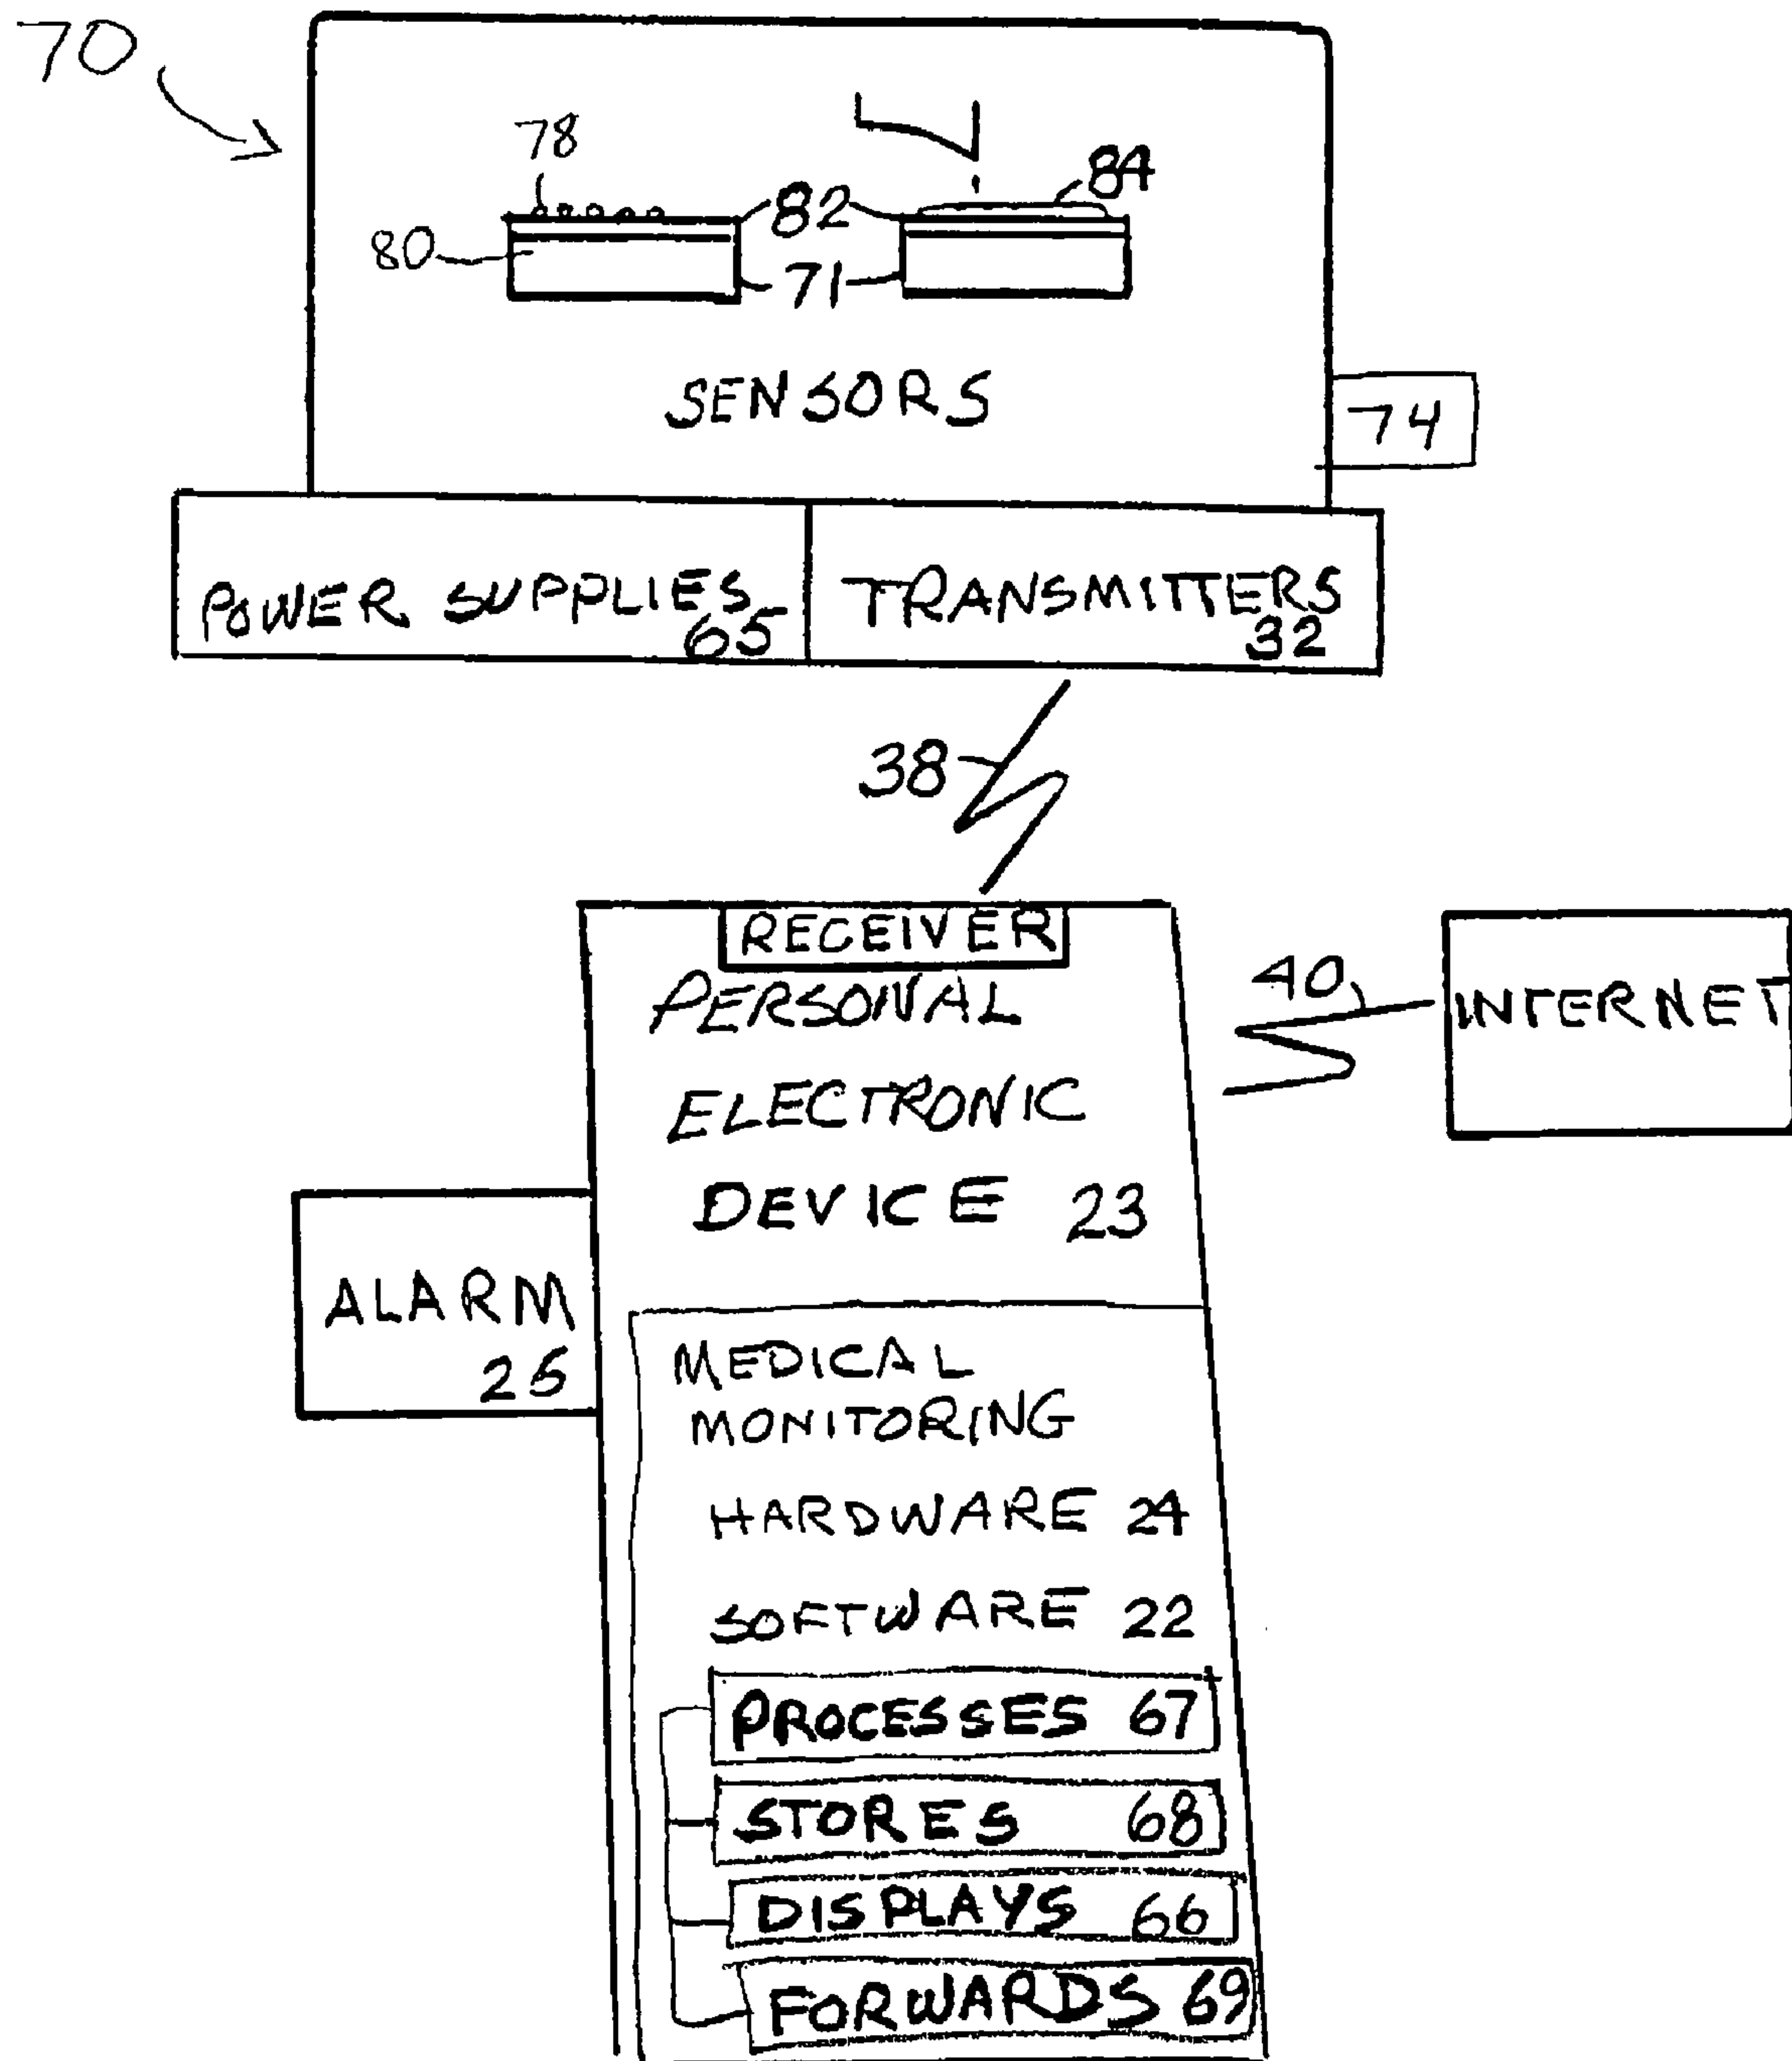 70
78
84
82
80
71
SENSORS
74
POWER SUPPLIES
65
TRANSMITTERS
32
38
RECEIVER
PERSONAL
ELECTRONIC
DEVICE 23
40
INTERNET
ALARM
25
MEDICAL
MONITORING
HARDWARE 24
SOFTWARE 22
PROCESSES 67
STORES 68
DISPLAYS 66
FORWARDS 69